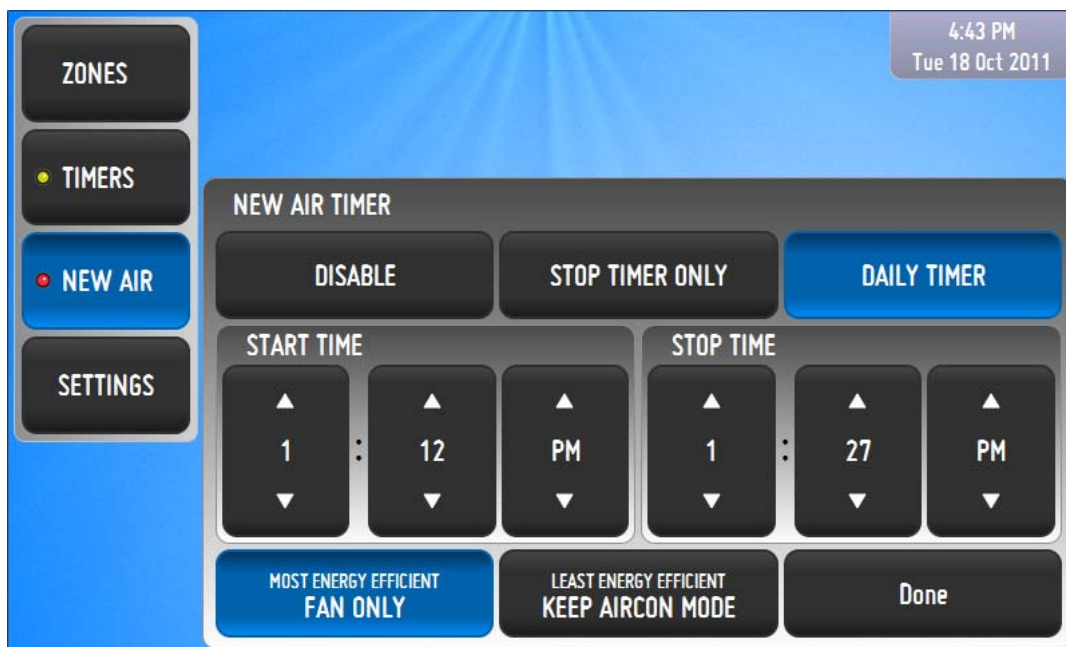 4:43 PM
Tue 18 Oct 2011
ZONES
TIMERS
NEW AIR
SETTINGS
NEW AIR TIMER
DISABLE
STOP TIMER ONLY
DAILY TIMER
START TIME
1 : 12 PM
STOP TIME
1 : 27 PM
MOST ENERGY EFFICIENT
FAN ONLY
LEAST ENERGY EFFICIENT
KEEP AIRCON MODE
Done